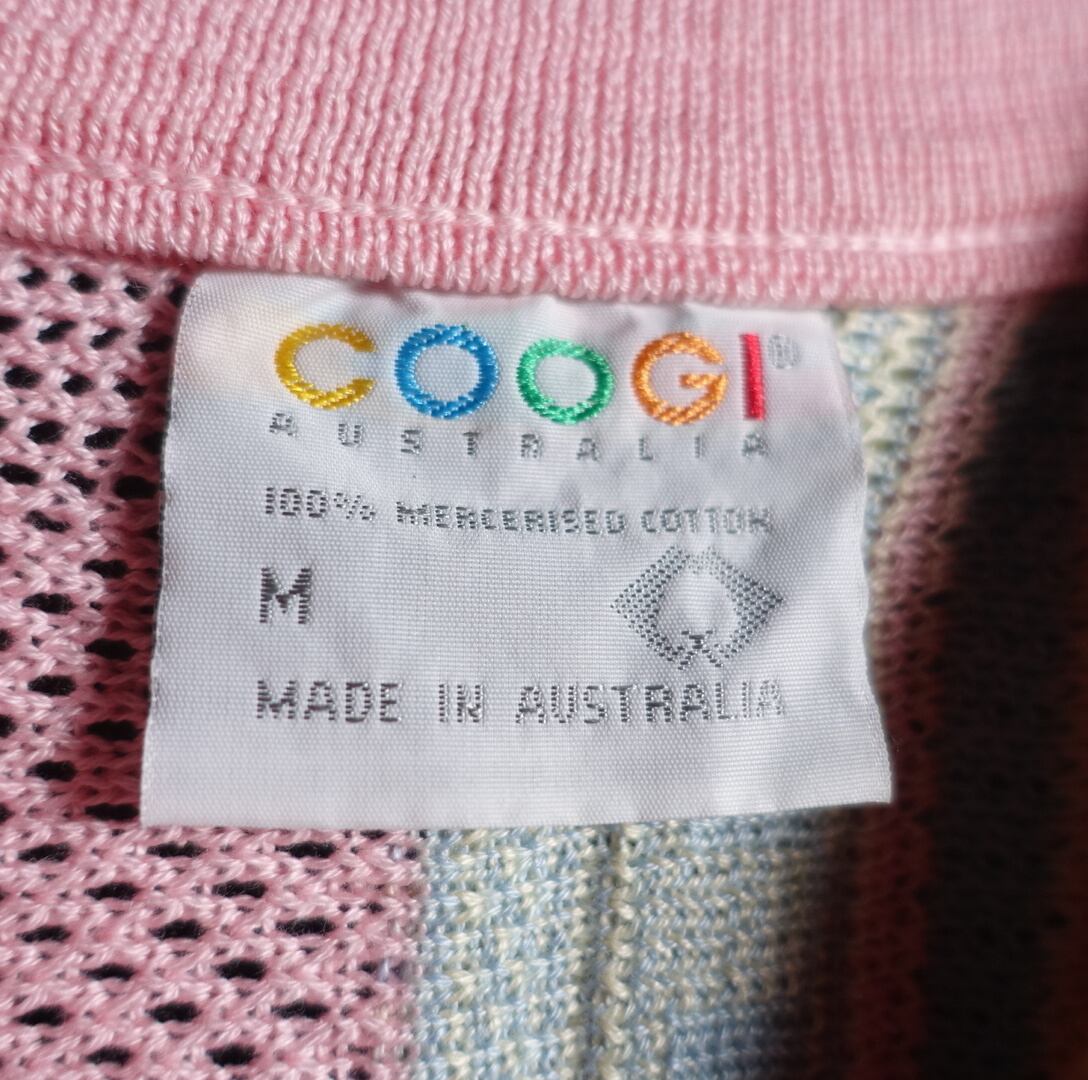 COOGI®
AUSTRALIA
100% MERCERISED COTTON
M
MADE IN AUSTRALIA